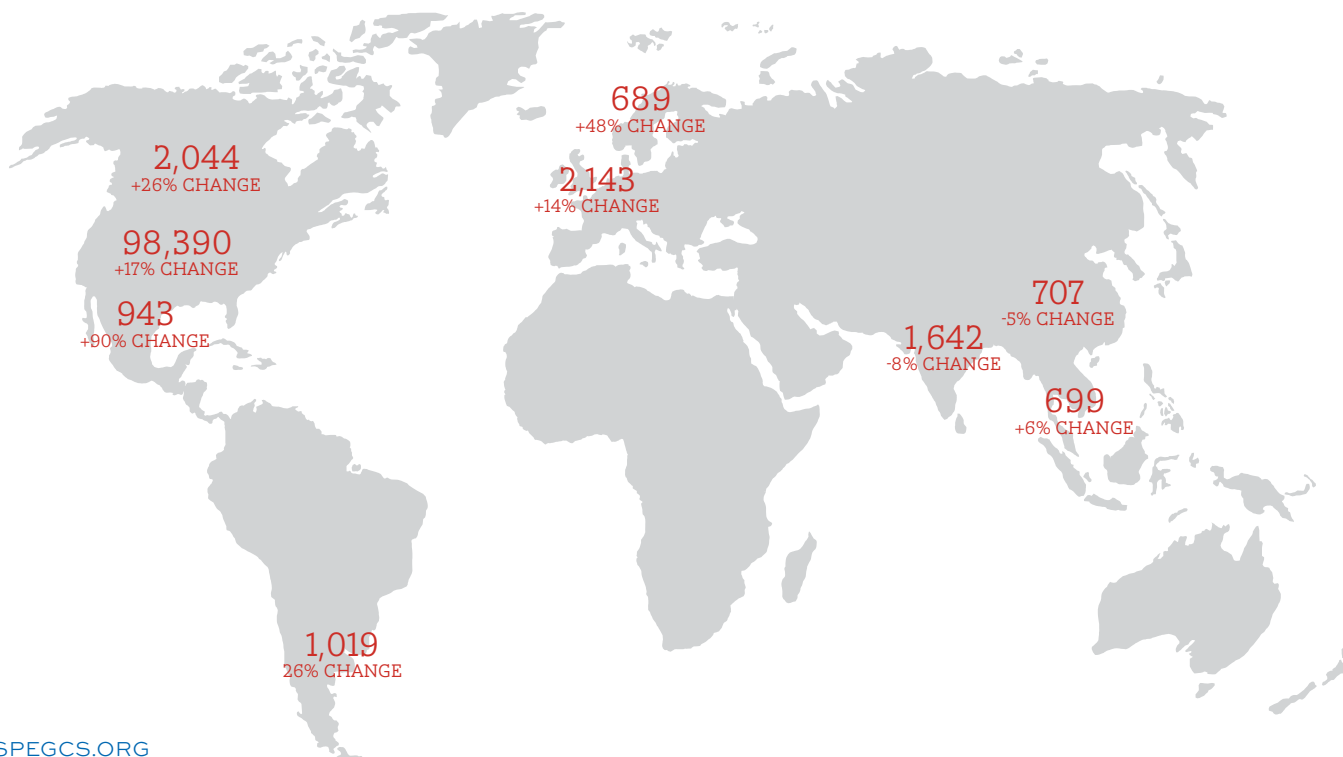 689
+48% CHANGE
2,044
+26% CHANGE
2,143
+14% CHANGE
98,390
+17% CHANGE
943
+90% CHANGE
707
-5% CHANGE
1,642
-8% CHANGE
699
+6% CHANGE
1,019
26% CHANGE
SPEGCS.ORG